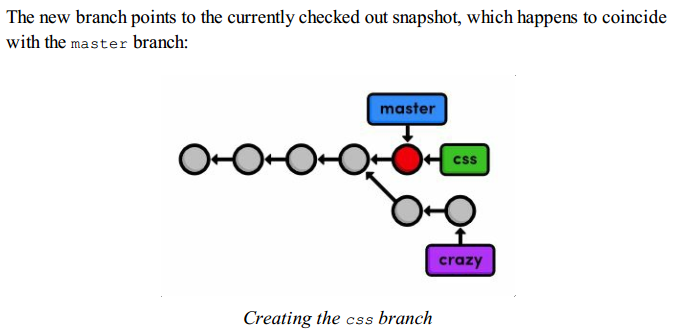 The new branch points to the currently checked out snapshot, which happens to coincide
with the master branch:
master
css
crazy
Creating the css branch